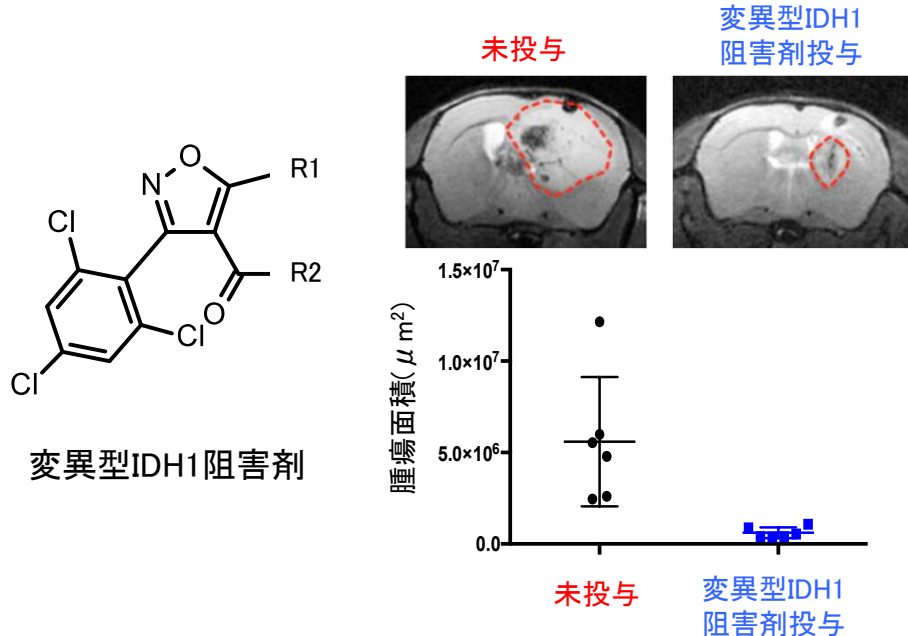 未投与
変異型IDH1
阻害剤投与
O
N
R1
Cl
R2
O
Cl
Cl
変異型IDH1阻害剤
腫瘍面積(μm²)
1.5×10⁷
1.0×10⁷
5.0×10⁶
0.0
未投与
変異型IDH1
阻害剤投与